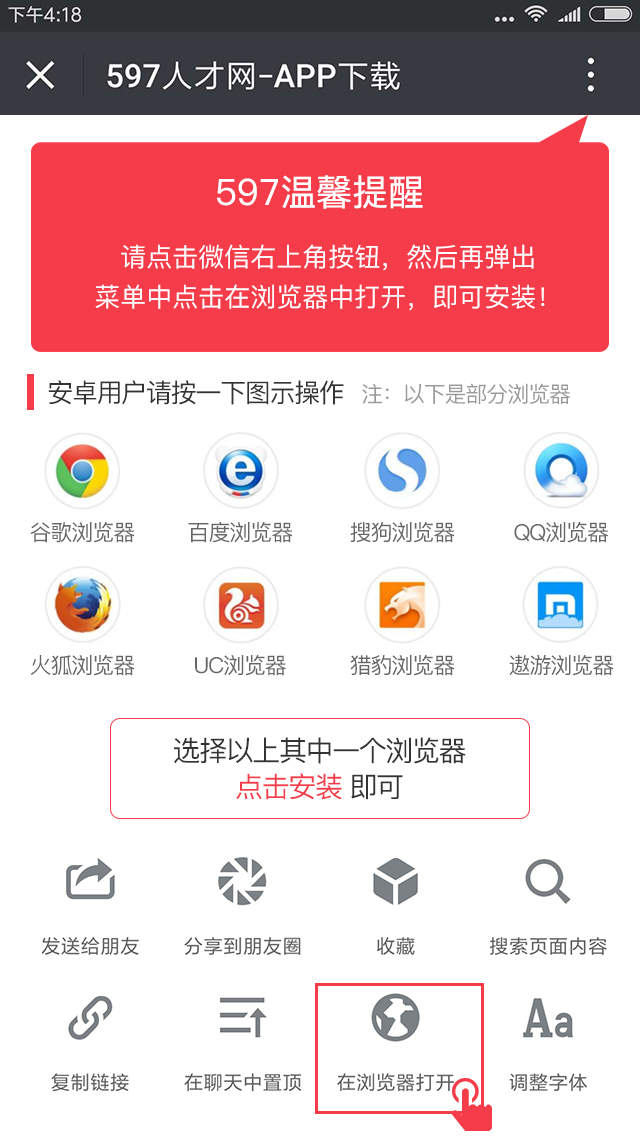 下午4:18
597人才网-APP下载
597温馨提醒
请点击微信右上角按钮，然后再弹出
菜单中点击在浏览器中打开，即可安装！
安卓用户请按一下图示操作 注：以下是部分浏览器
谷歌浏览器 百度浏览器 搜狗浏览器 QQ浏览器
火狐浏览器 UC浏览器 猎豹浏览器 遨游浏览器
选择以上其中一个浏览器
点击安装 即可
发送给朋友 分享到朋友圈 收藏 搜索页面内容
Aa
复制链接 在聊天中置顶 在浏览器打开 调整字体